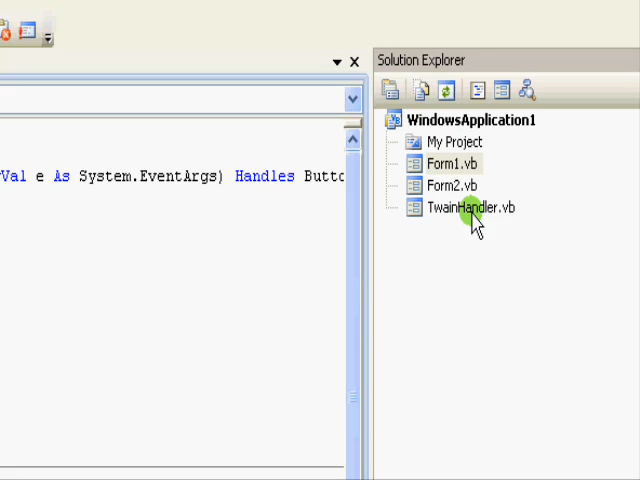 Solution Explorer
WindowsApplication1
My Project
Form1.vb
Form2.vb
TwainHandler.vb
Val e As System.EventArgs) Handles Butto